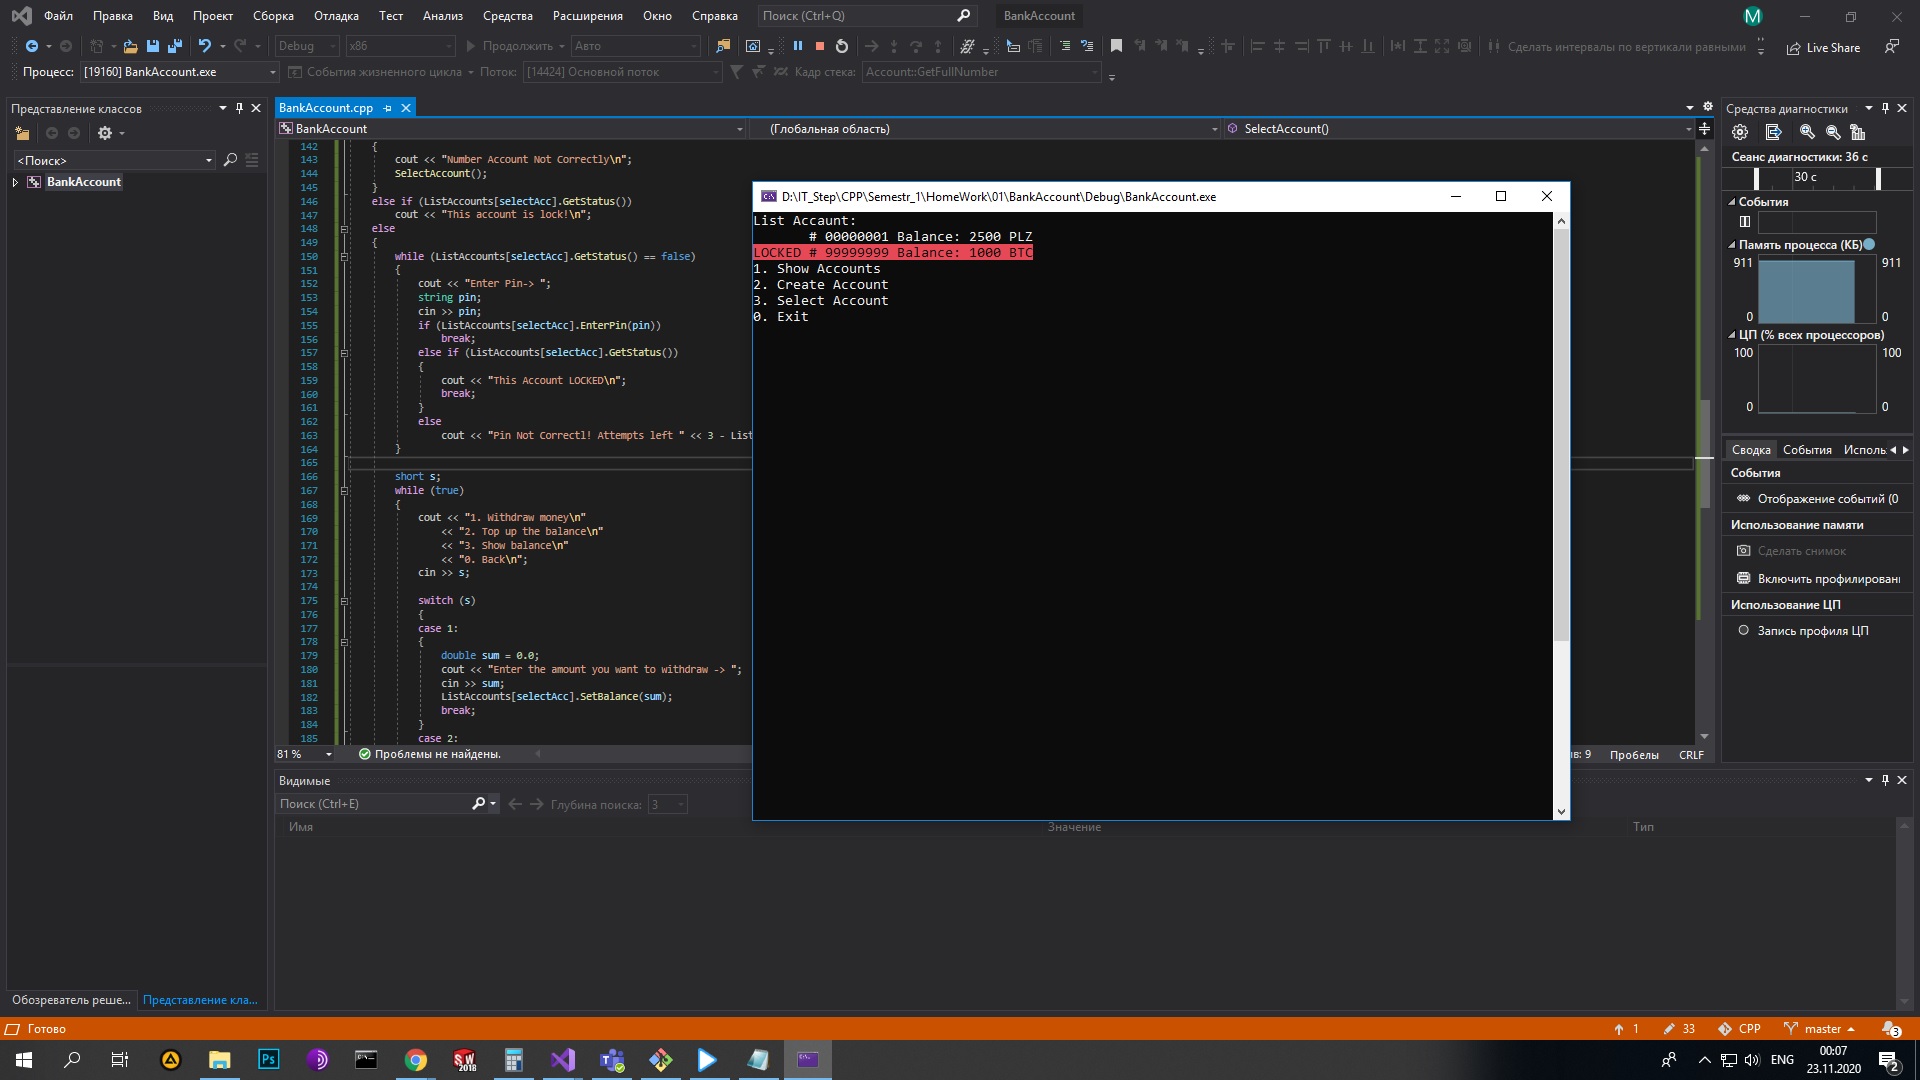 Файл Правка Вид Проект Сборка Отладка Тест Анализ Средства Расширения Окно Справка Поиск (Ctrl+Q) BankAccount M
Debug x86 Продолжить Авто Сделать интервалы по вертикали равными Live Share
Процесс: [19160] BankAccount.exe События жизненного цикла Поток: [14424] Основной поток Кадр стека: Account::GetFullNumber
Представление классов
<Поиск>
BankAccount
Обозреватель реше... Представление кла...
BankAccount.cpp
BankAccount (Глобальная область) SelectAccount()
142 {
143 cout << "Number Account Not Correctly\n";
144 SelectAccount();
145 }
146 else if (ListAccounts[selectAcc].GetStatus())
147 cout << "This account is lock!\n";
148 else
149 {
150 while (ListAccounts[selectAcc].GetStatus() == false)
151 {
152 cout << "Enter Pin-> ";
153 string pin;
154 cin >> pin;
155 if (ListAccounts[selectAcc].EnterPin(pin))
156 break;
157 else if (ListAccounts[selectAcc].GetStatus())
158 {
159 cout << "This Account LOCKED\n";
160 break;
161 }
162 else
163 cout << "Pin Not Correctl! Attempts left " << 3 - List
164 }
165
166 short s;
167 while (true)
168 {
169 cout << "1. Withdraw money\n"
170 << "2. Top up the balance\n"
171 << "3. Show balance\n"
172 << "0. Back\n";
173 cin >> s;
174
175 switch (s)
176 {
177 case 1:
178 {
179 double sum = 0.0;
180 cout << "Enter the amount you want to withdraw -> ";
181 cin >> sum;
182 ListAccounts[selectAcc].SetBalance(sum);
183 break;
184 }
185 case 2:
81 % Проблемы не найдены. 9 Пробелы CRLF
D:\IT_Step\CPP\Semestr_1\HomeWork\01\BankAccount\Debug\BankAccount.exe
List Accaunt:
# 00000001 Balance: 2500 PLZ
LOCKED # 99999999 Balance: 1000 BTC
1. Show Accounts
2. Create Account
3. Select Account
0. Exit
Видимые
Поиск (Ctrl+E) Глубина поиска: 3
Имя Значение Тип
Средства диагностики
Сеанс диагностики: 36 с
30 с
События
Память процесса (КБ)
911 911
0 0
ЦП (% всех процессоров)
100 100
0 0
Сводка События Исполь
События
Отображение событий (0
Использование памяти
Сделать снимок
Включить профилирован
Использование ЦП
Запись профиля ЦП
Готово 1 33 CPP master 3
Ps SW 2018 ENG 00:07
23.11.2020 2